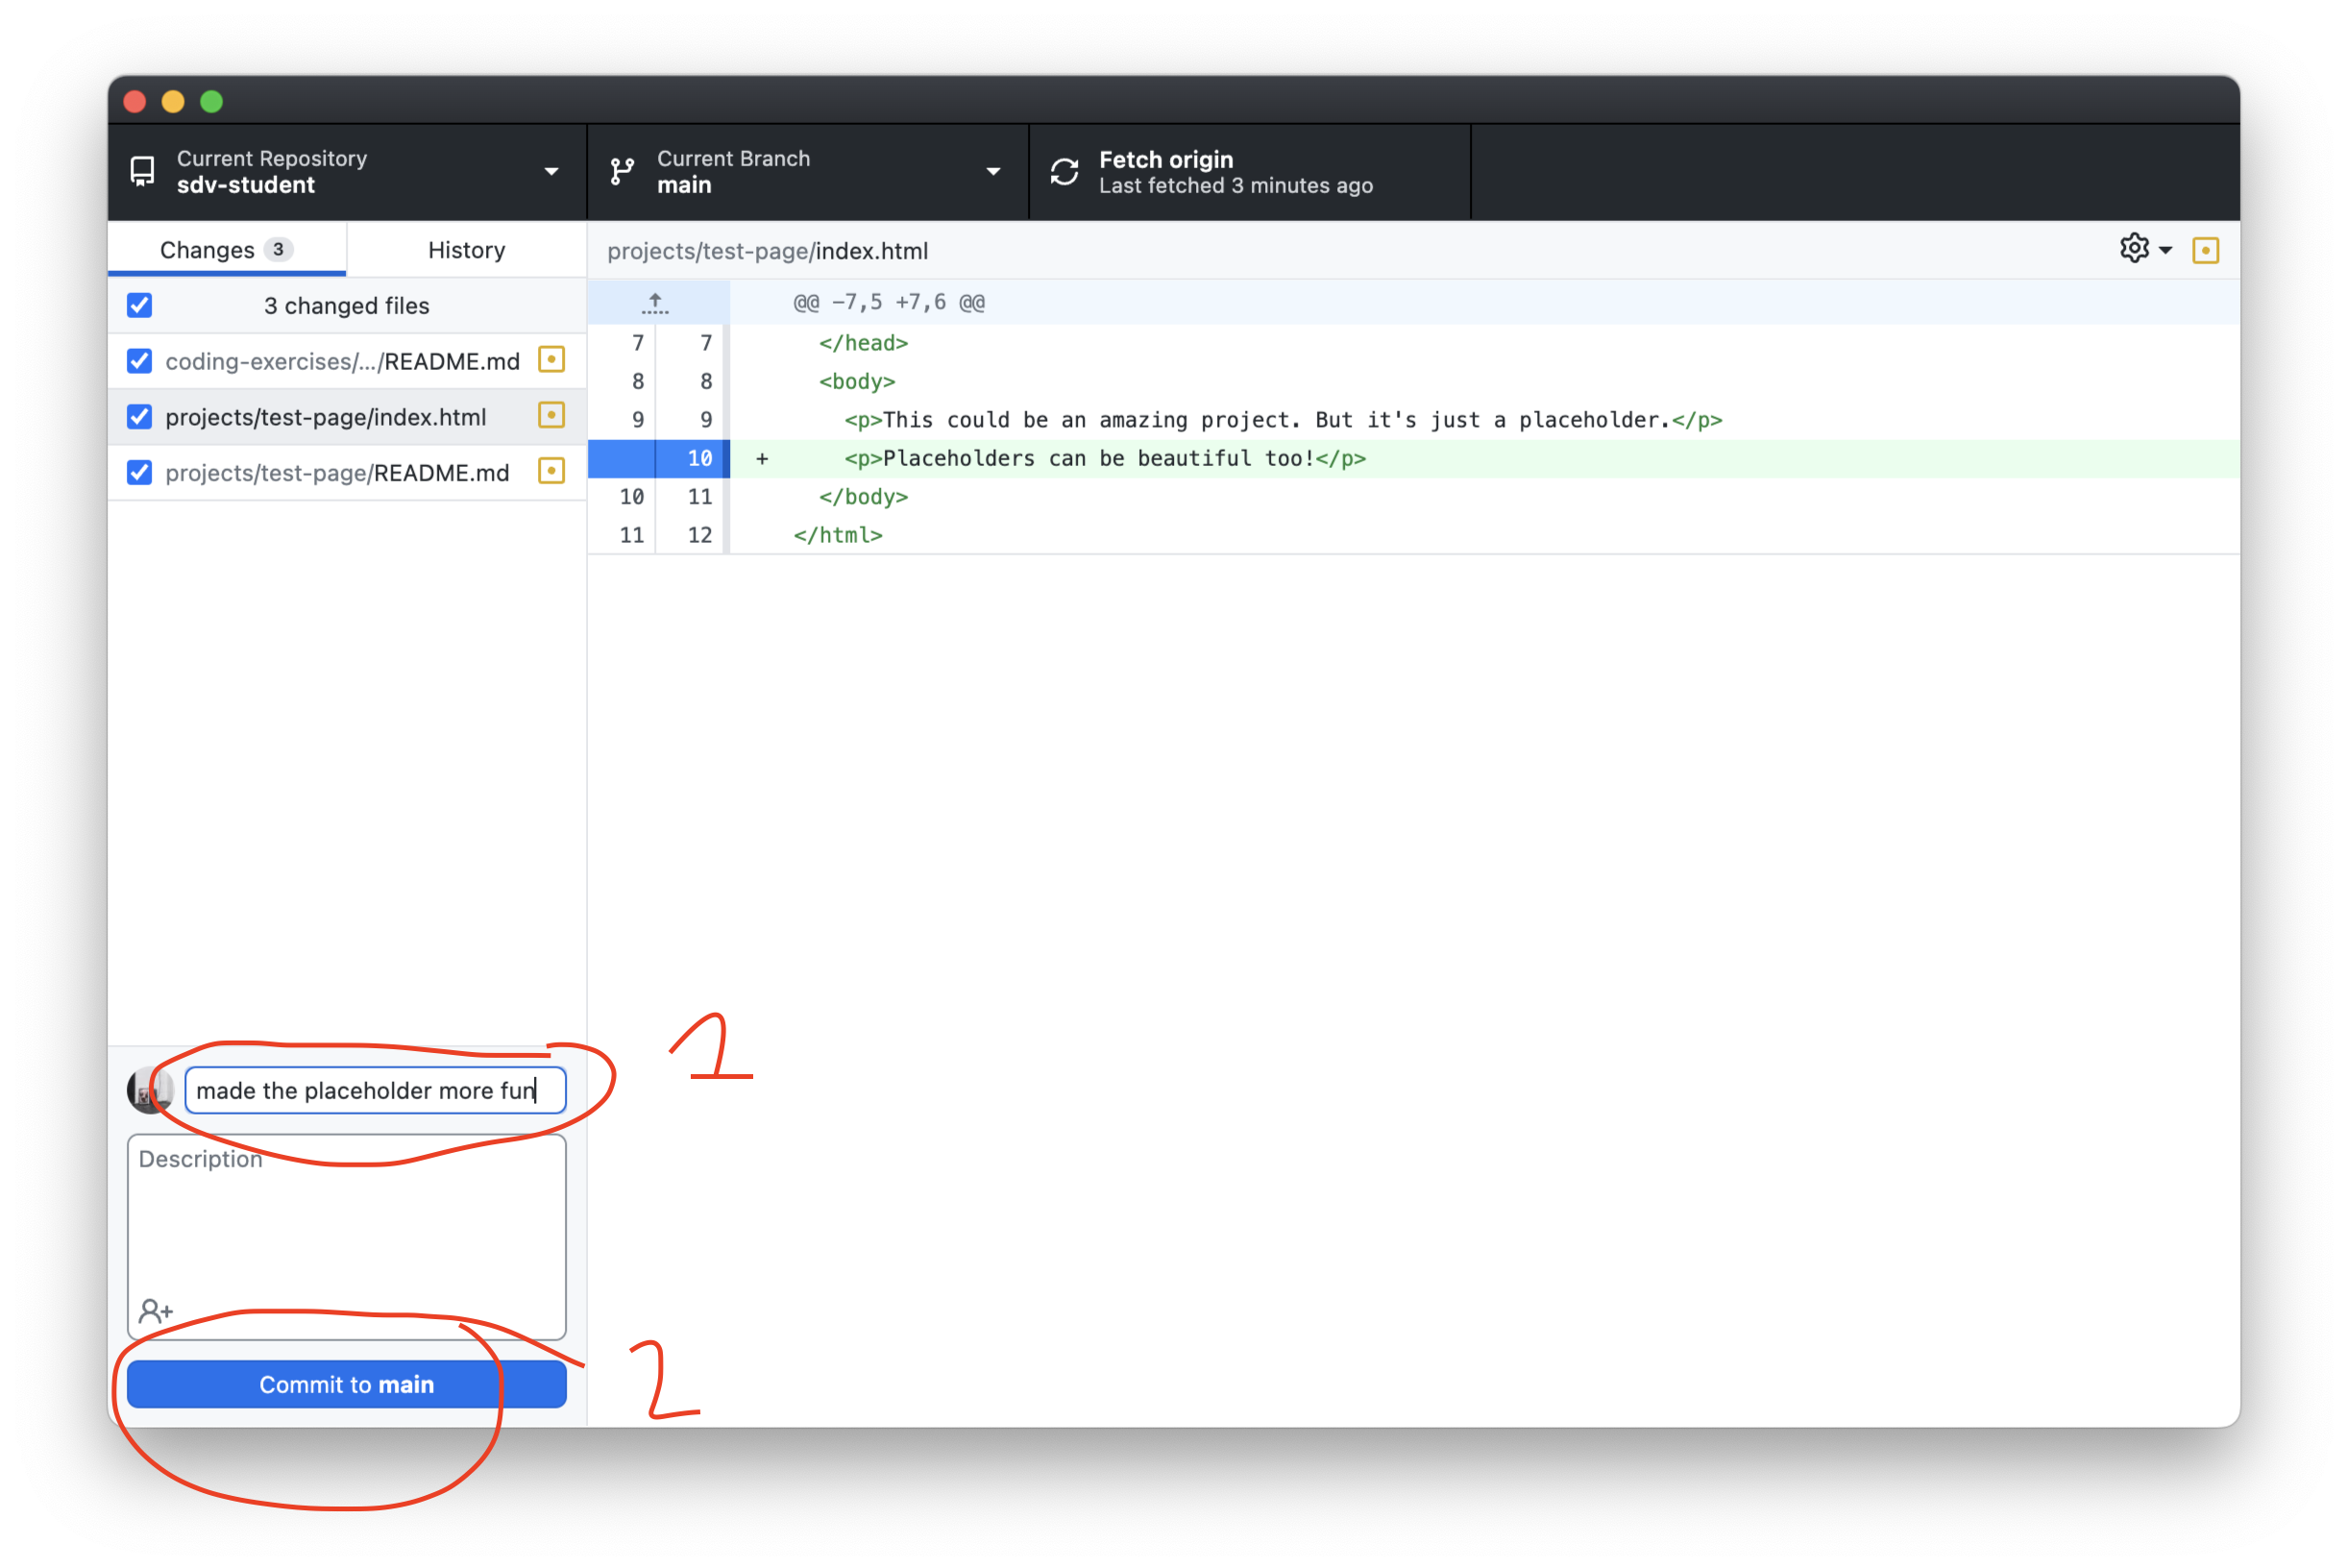 Current Repository
sdv-student
Current Branch
main
Fetch origin
Last fetched 3 minutes ago
Changes 3
History
3 changed files
coding-exercises/.../README.md
projects/test-page/index.html
projects/test-page/README.md
projects/test-page/index.html
@@ -7,5 +7,6 @@
7 7 </head>
8 8 <body>
9 9 <p>This could be an amazing project. But it's just a placeholder.</p>
10 + <p>Placeholders can be beautiful too!</p>
10 11 </body>
11 12 </html>
1
made the placeholder more fun
Description
2
Commit to main